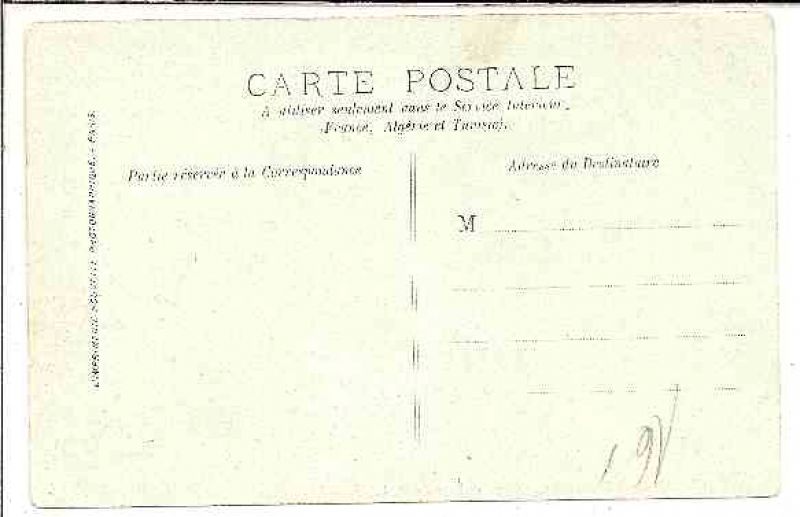 CARTE POSTALE
A utiliser seulement dans le Service Intérieur,
(France, Algérie et Tunisie).
Partie réservée à la Correspondance
Adresse du Destinataire
M
PARIS.